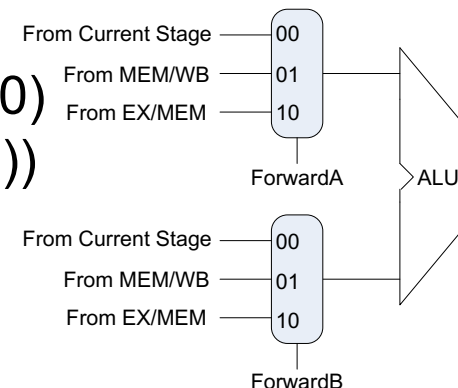 From Current Stage 00
0) From MEM/WB 01
From EX/MEM 10
))
ForwardA
ALU
From Current Stage 00
From MEM/WB 01
From EX/MEM 10
ForwardB